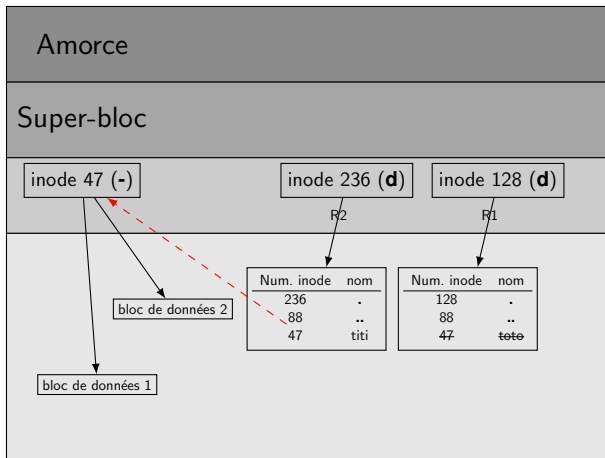 Amorce
Super-bloc
inode 47 (-)
inode 236 (d)
inode 128 (d)
R2
R1
Num. inode nom
236 .
88 ..
47 titi
Num. inode nom
128 .
88 ..
47 toto
bloc de données 2
bloc de données 1